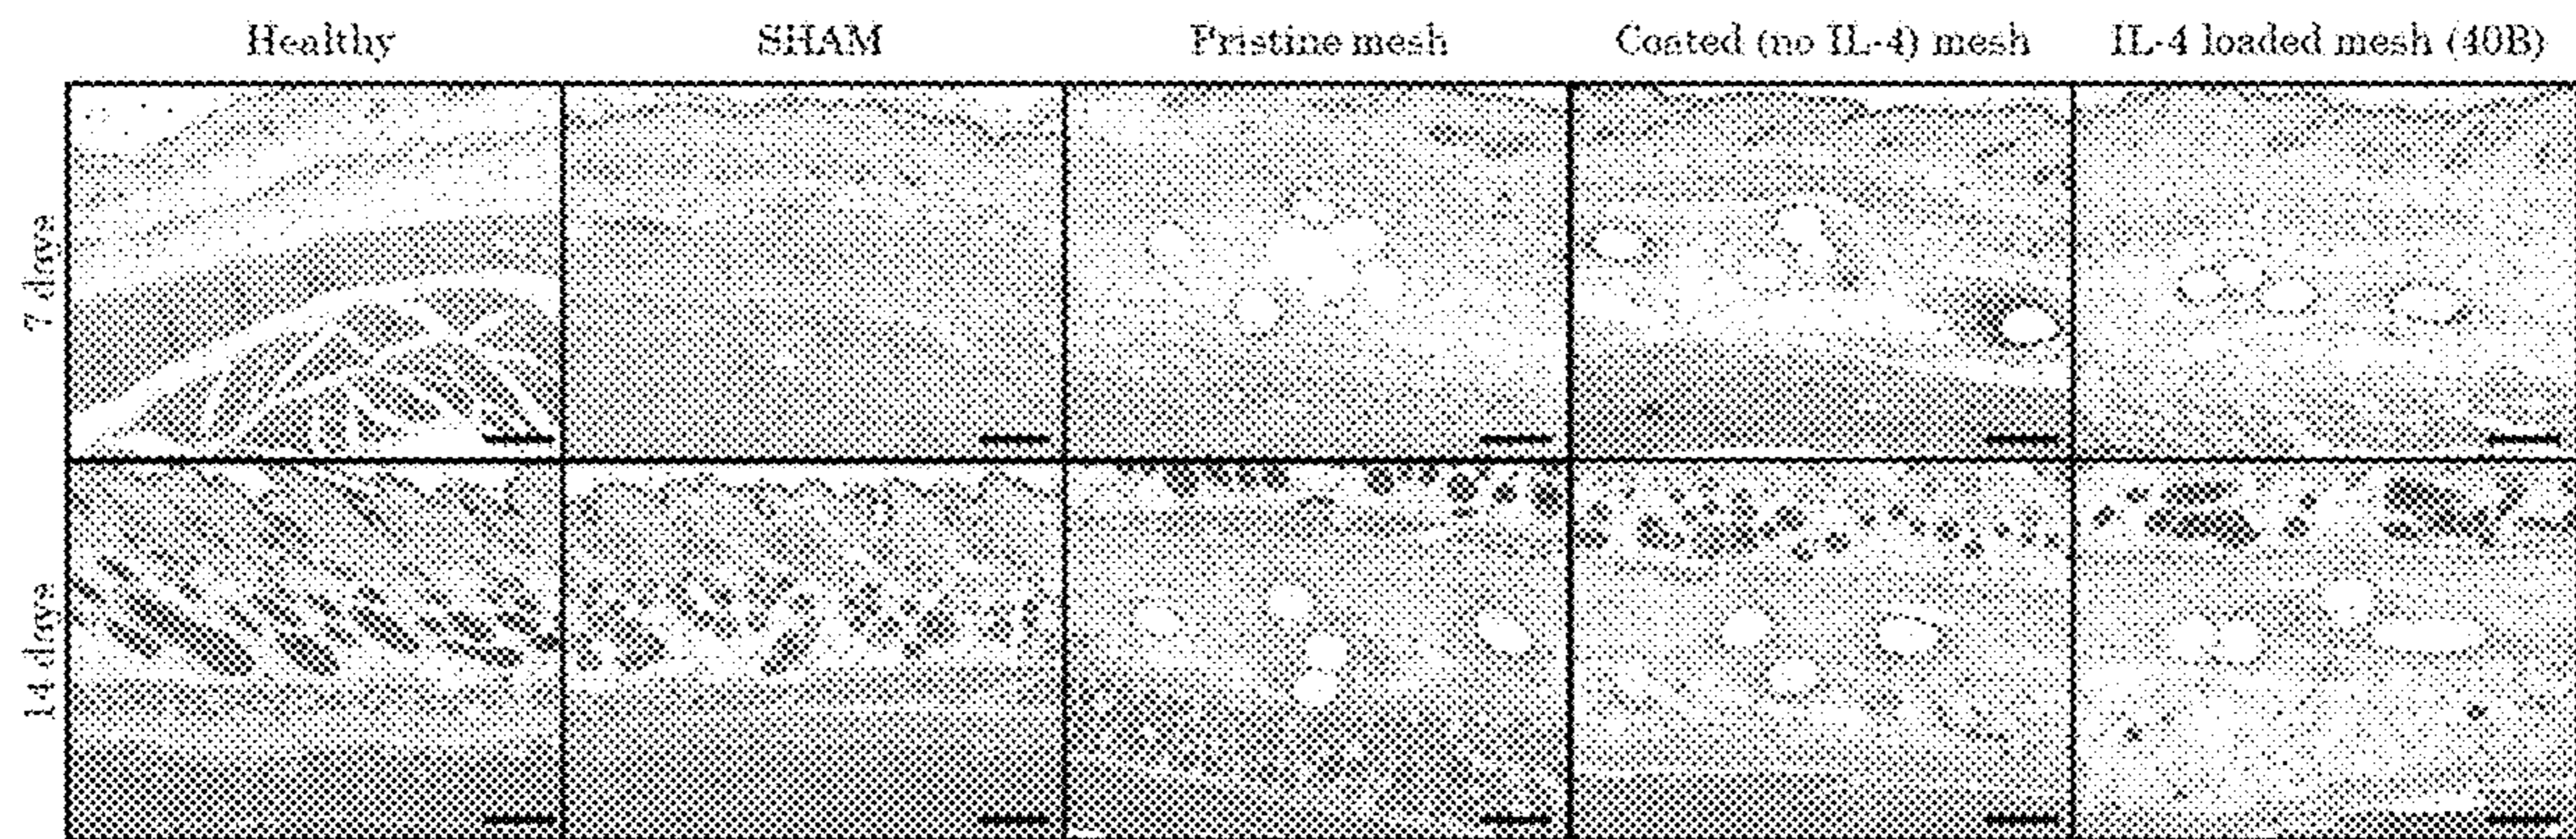 Healthy SHAM Pristine mesh Coated (no IL-4) mesh IL-4 loaded mesh (40B)
7 days
14 days